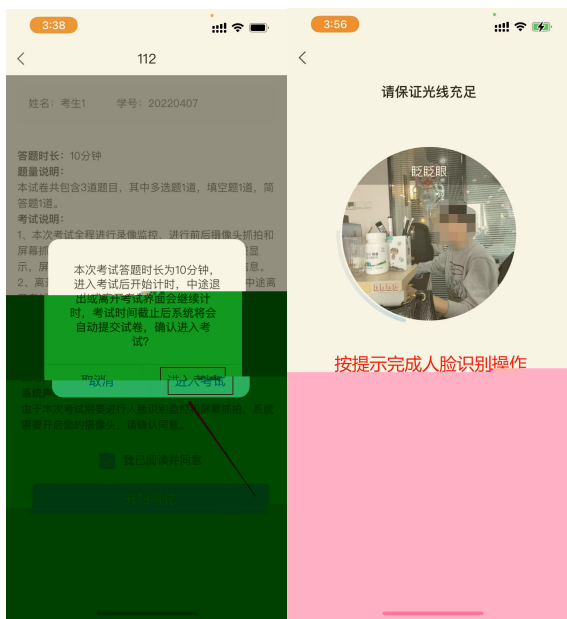 3:38
112
姓名：考生1 学号：20220407
答题时长：10分钟
题量说明：
本试卷共包含3道题目，其中多选题1道，填空题1道，简
答题1道。
考试说明：
1、本次考试全程进行录像监控，进行前后摄像头抓拍和
屏幕抓
示，屏
息。
2、离开
中途离
本次考试答题时长为10分钟，
进入考试后开始计时，中途退
出或离开考试界面会继续计
时，考试时间截止后系统将会
自动提交试卷，确认进入考
试？
取消 进入考试
由于本次考试需要进行人脸识别监控和屏幕抓拍，系统
需要开启您的摄像头，请确认同意。
我已阅读并同意
3:56
请保证光线充足
眨眨眼
按提示完成人脸识别操作